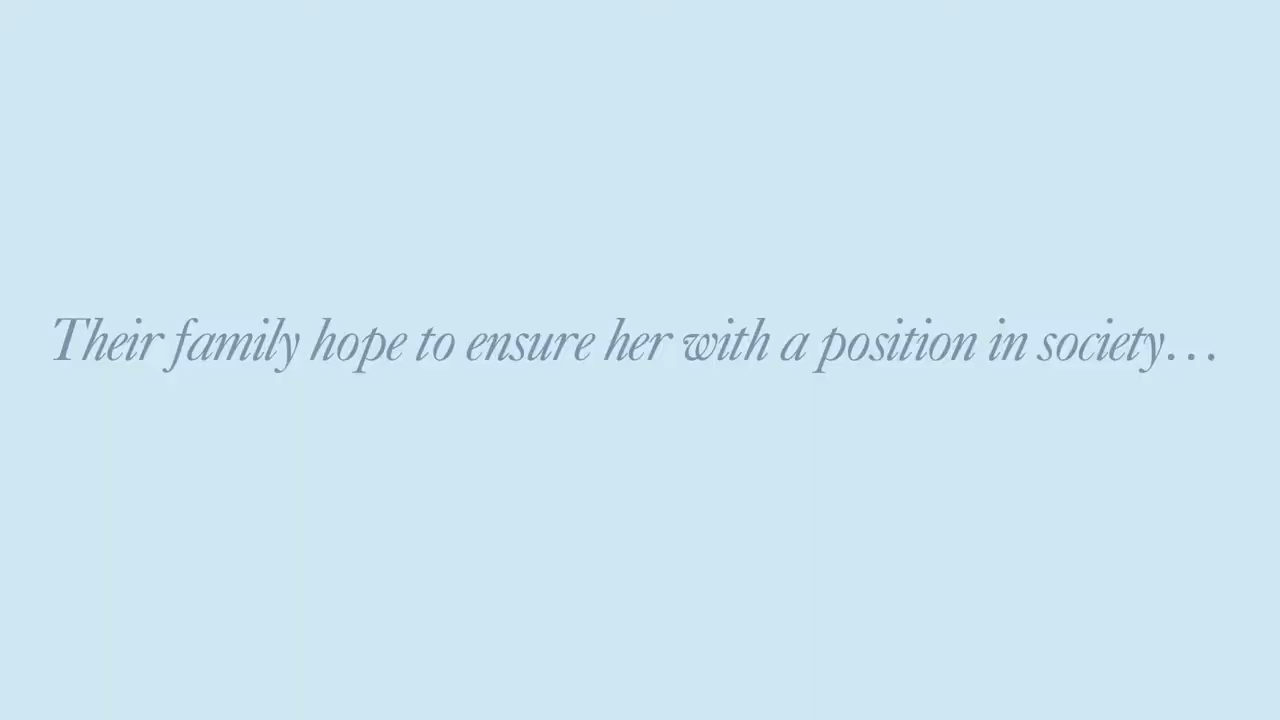 Their family hope to ensure her with a position in society…